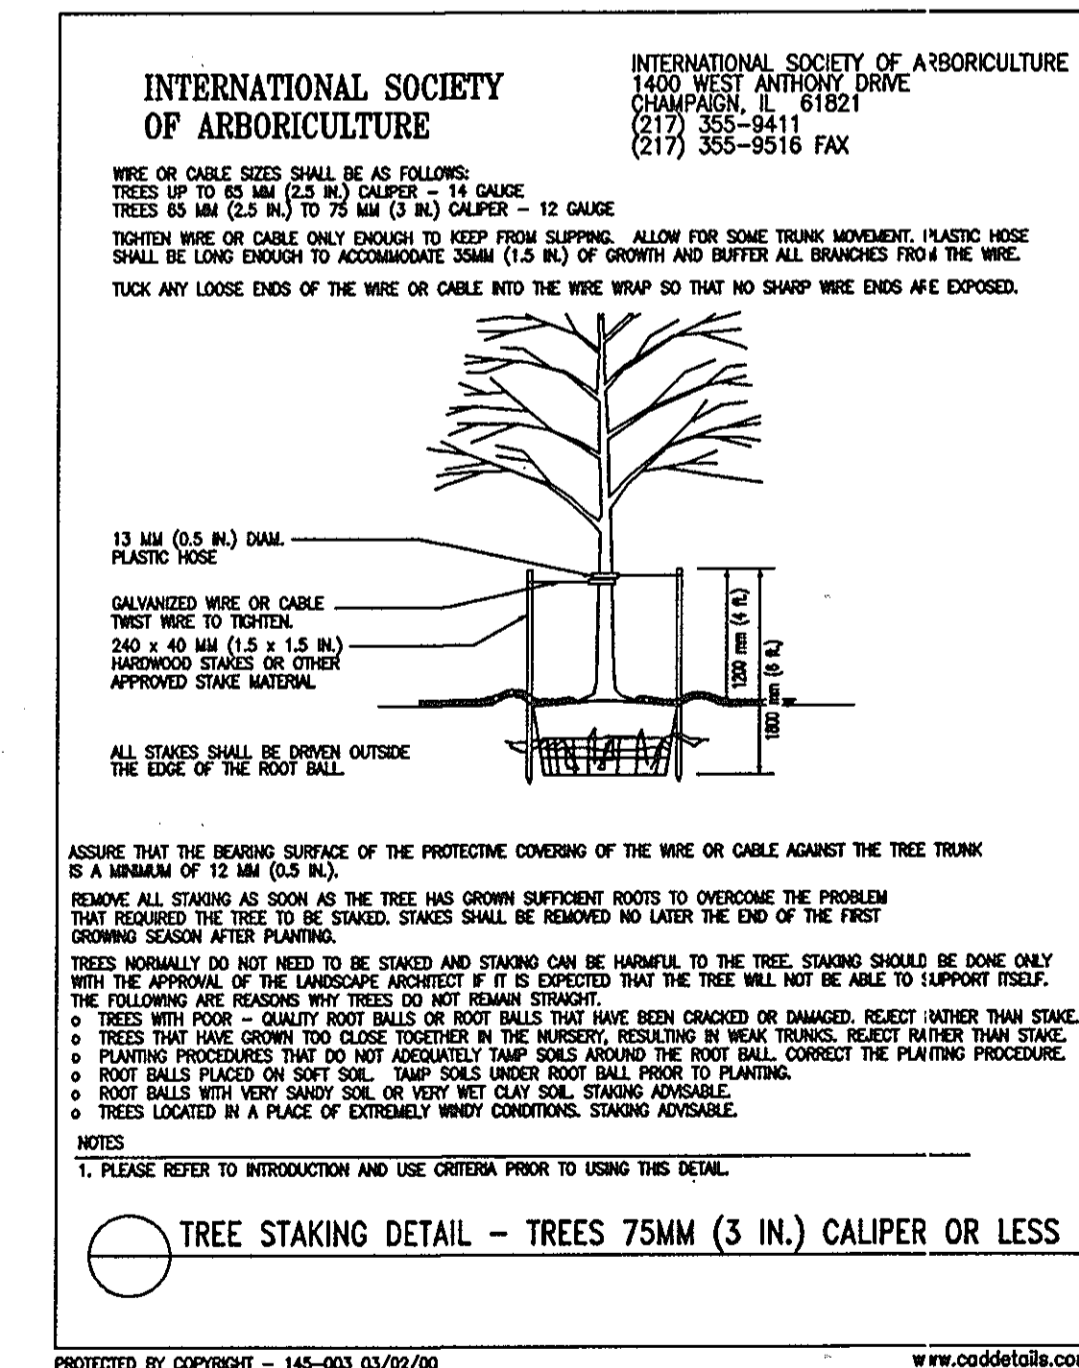 INTERNATIONAL SOCIETY
OF ARBORICULTURE
INTERNATIONAL SOCIETY OF ARBORICULTURE
1400 WEST ANTHONY DRIVE
CHAMPAIGN, IL 61821
(217) 355-9411
(217) 355-9516 FAX
WIRE OR CABLE SIZES SHALL BE AS FOLLOWS:
TREES UP TO 65 MM (2.5 IN.) CALIPER - 14 GAUGE
TREES 65 MM (2.5 IN.) TO 75 MM (3 IN.) CALIPER - 12 GAUGE
TIGHTEN WIRE OR CABLE ONLY ENOUGH TO KEEP FROM SLIPPING. ALLOW FOR SOME TRUNK MOVEMENT. PLASTIC HOSE
SHALL BE LONG ENOUGH TO ACCOMMODATE 35MM (1.5 IN.) OF GROWTH AND BUFFER ALL BRANCHES FROM THE WIRE.
TUCK ANY LOOSE ENDS OF THE WIRE OR CABLE INTO THE WIRE WRAP SO THAT NO SHARP WIRE ENDS ARE EXPOSED.
13 MM (0.5 IN.) DIAM.
PLASTIC HOSE
GALVANIZED WIRE OR CABLE
TWIST WIRE TO TIGHTEN.
240 x 40 MM (1.5 x 1.5 IN.)
HARDWOOD STAKES OR OTHER
APPROVED STAKE MATERIAL
1200 mm (4 ft.)
1800 mm (6 ft.)
ALL STAKES SHALL BE DRIVEN OUTSIDE
THE EDGE OF THE ROOT BALL.
ASSURE THAT THE BEARING SURFACE OF THE PROTECTIVE COVERING OF THE WIRE OR CABLE AGAINST THE TREE TRUNK
IS A MINIMUM OF 12 MM (0.5 IN.).
REMOVE ALL STAKING AS SOON AS THE TREE HAS GROWN SUFFICIENT ROOTS TO OVERCOME THE PROBLEM
THAT REQUIRED THE TREE TO BE STAKED. STAKES SHALL BE REMOVED NO LATER THE END OF THE FIRST
GROWING SEASON AFTER PLANTING.
TREES NORMALLY DO NOT NEED TO BE STAKED AND STAKING CAN BE HARMFUL TO THE TREE. STAKING SHOULD BE DONE ONLY
WITH THE APPROVAL OF THE LANDSCAPE ARCHITECT IF IT IS EXPECTED THAT THE TREE WILL NOT BE ABLE TO SUPPORT ITSELF.
THE FOLLOWING ARE REASONS WHY TREES DO NOT REMAIN STRAIGHT.
o TREES WITH POOR - QUALITY ROOT BALLS OR ROOT BALLS THAT HAVE BEEN CRACKED OR DAMAGED. REJECT RATHER THAN STAKE.
o TREES THAT HAVE GROWN TOO CLOSE TOGETHER IN THE NURSERY, RESULTING IN WEAK TRUNKS. REJECT RATHER THAN STAKE.
o PLANTING PROCEDURES THAT DO NOT ADEQUATELY TAMP SOILS AROUND THE ROOT BALL. CORRECT THE PLANTING PROCEDURE.
o ROOT BALLS PLACED ON SOFT SOIL. TAMP SOILS UNDER ROOT BALL PRIOR TO PLANTING.
o ROOT BALLS WITH VERY SANDY SOIL OR VERY WET CLAY SOIL. STAKING ADVISABLE.
o TREES LOCATED IN A PLACE OF EXTREMELY WINDY CONDITIONS. STAKING ADVISABLE.
NOTES
1. PLEASE REFER TO INTRODUCTION AND USE CRITERIA PRIOR TO USING THIS DETAIL.
TREE STAKING DETAIL - TREES 75MM (3 IN.) CALIPER OR LESS
PROTECTED BY COPYRIGHT - 145-003 03/02/00
www.caddetails.com